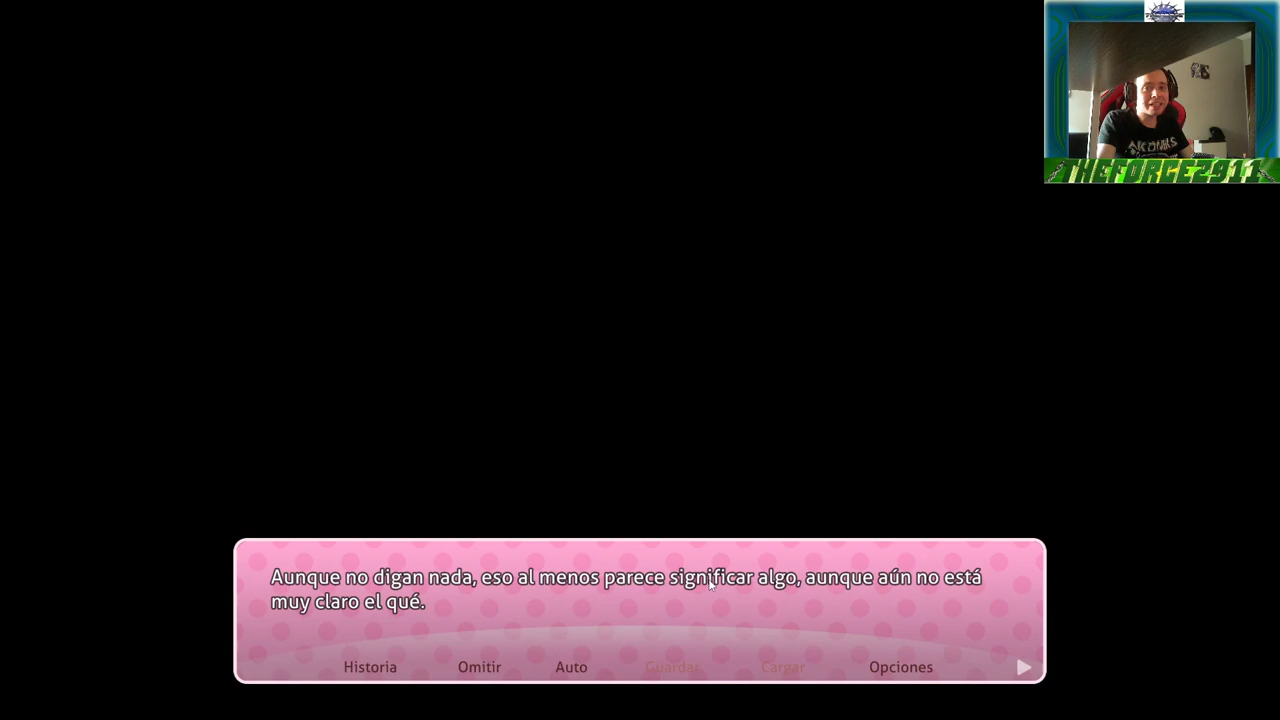 THEFORCE2911
Aunque no digan nada, eso al menos parece significar algo, aunque aún no está
muy claro el qué.
Historia Omitir Auto Guardar Cargar Opciones